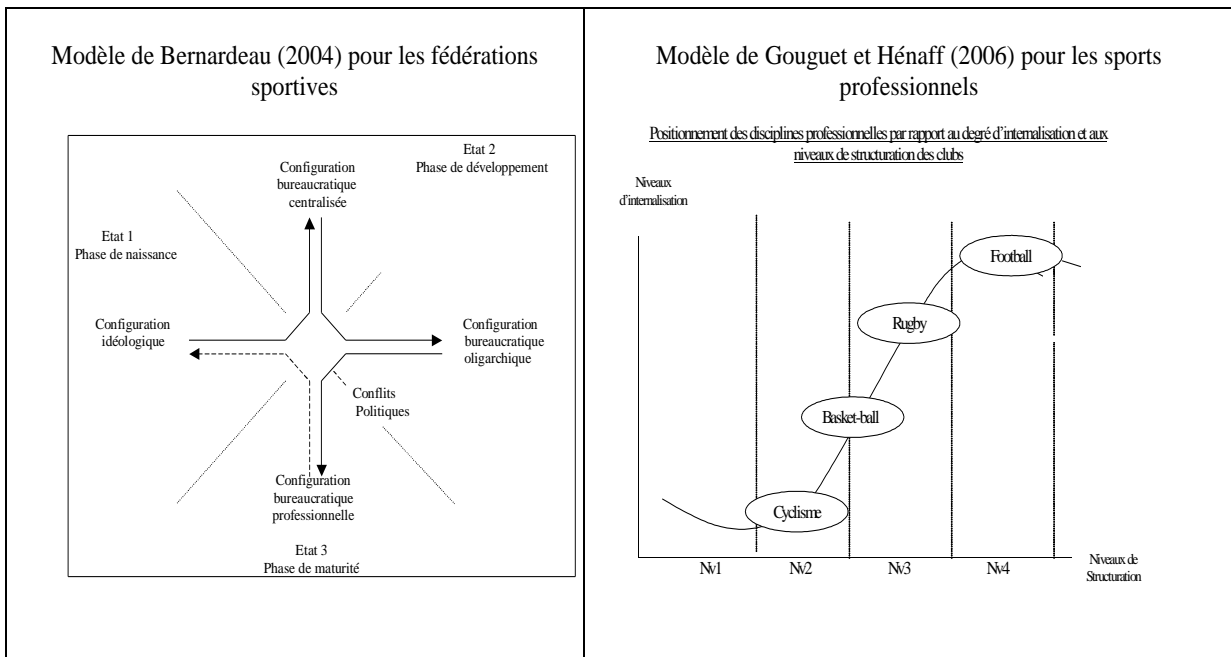 Modèle de Bernardeau (2004) pour les fédérations
sportives
Etat 2
Phase de développement
Configuration
bureaucratique
centralisée
Etat 1
Phase de naissance
Configuration
idéologique
Configuration
bureaucratique
oligarchique
Conflits
Politiques
Configuration
bureaucratique
professionnelle
Etat 3
Phase de maturité
Modèle de Gouguet et Hénaff (2006) pour les sports
professionnels
Positionnement des disciplines professionnelles par rapport au degré d'internalisation et aux
niveaux de structuration des clubs
Niveaux
d'internalisation
Football
Rugby
Basket-ball
Cyclisme
Nv1
Nv2
Nv3
Nv4
Niveaux de
Structuration